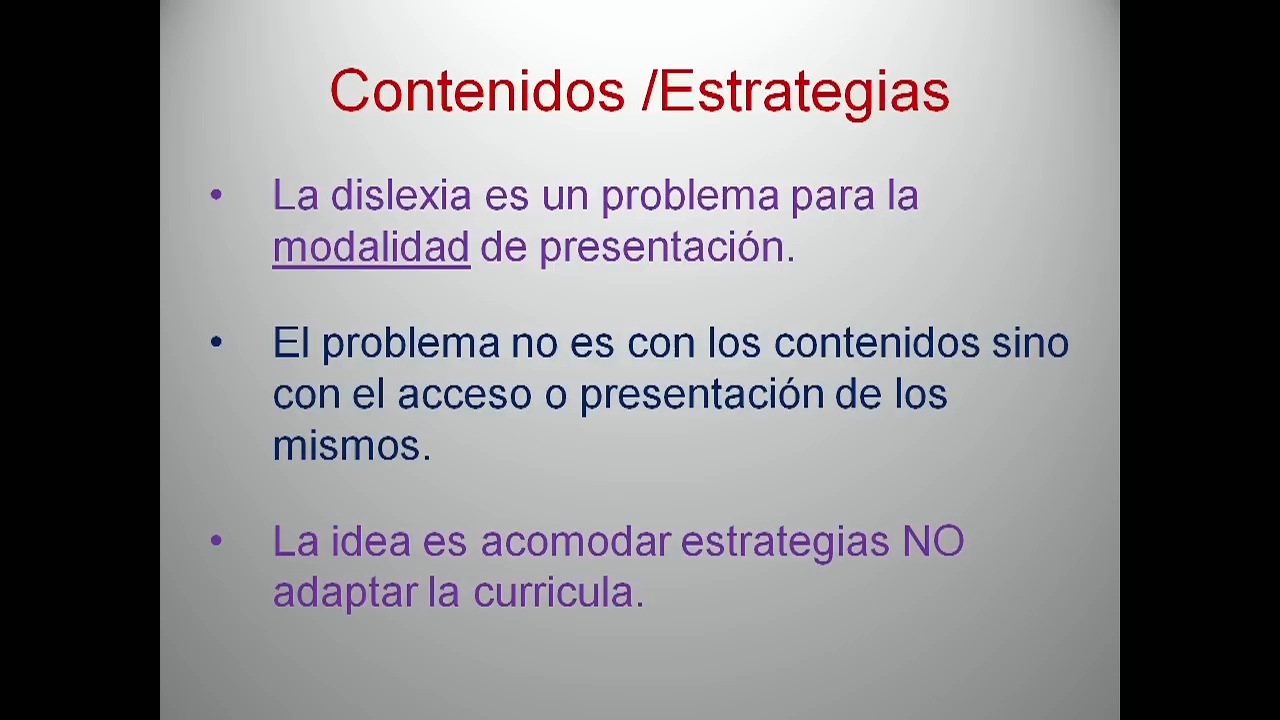 Contenidos /Estrategias
• La dislexia es un problema para la
modalidad de presentación.
• El problema no es con los contenidos sino
con el acceso o presentación de los
mismos.
• La idea es acomodar estrategias NO
adaptar la curricula.